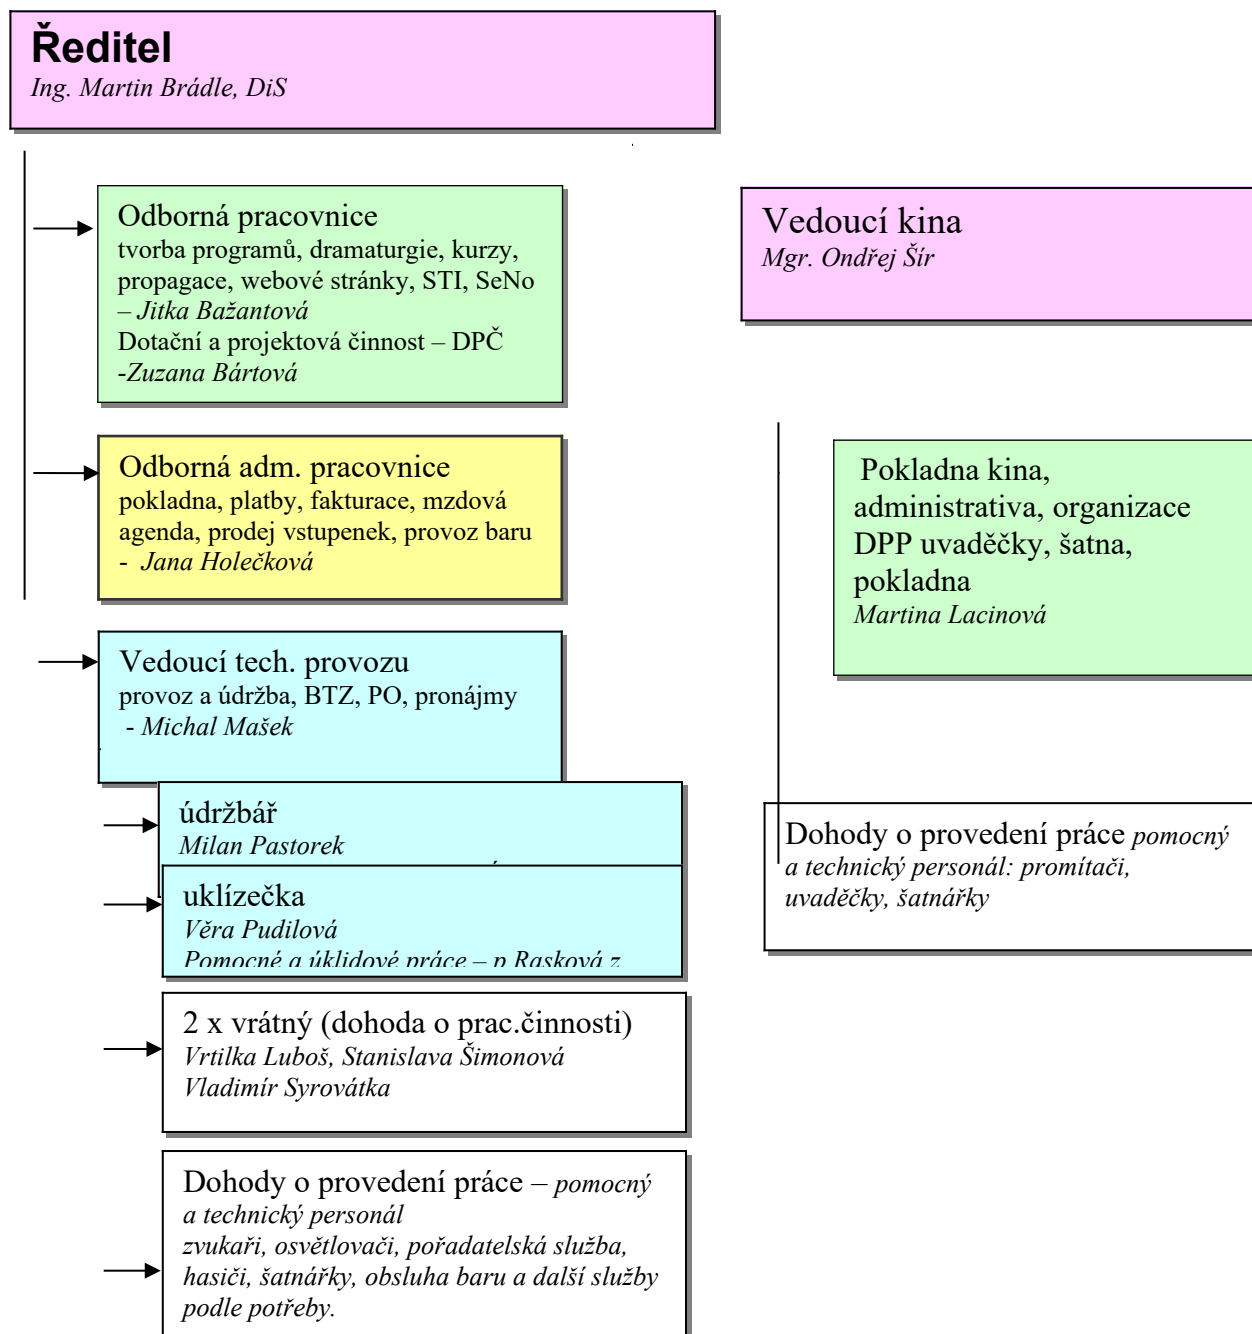 Ředitel
Ing. Martin Brádle, DiS
Odborná pracovnice
tvorba programů, dramaturgie, kurzy,
propagace, webové stránky, STI, SeNo
– Jitka Bažantová
Dotační a projektová činnost – DPČ
-Zuzana Bártová
Odborná adm. pracovnice
pokladna, platby, fakturace, mzdová
agenda, prodej vstupenek, provoz baru
- Jana Holečková
Vedoucí tech. provozu
provoz a údržba, BTZ, PO, pronájmy
- Michal Mašek
údržbář
Milan Pastorek
uklízečka
Věra Pudilová
Pomocné a úklidové práce – p Rasková z
2 x vrátný (dohoda o prac.činnosti)
Vrtilka Luboš, Stanislava Šimonová
Vladimír Syrovátka
Dohody o provedení práce – pomocný
a technický personál
zvukaři, osvětlovači, pořadatelská služba,
hasiči, šatnářky, obsluha baru a další služby
podle potřeby.
Vedoucí kina
Mgr. Ondřej Šír
Pokladna kina,
administrativa, organizace
DPP uvaděčky, šatna,
pokladna
Martina Lacinová
Dohody o provedení práce pomocný
a technický personál: promítači,
uvaděčky, šatnářky